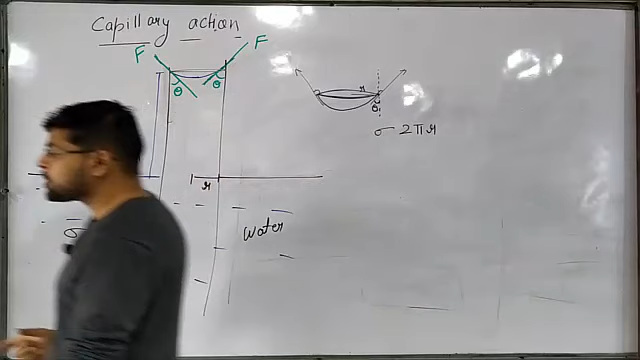 Capillary action
F F
θ θ
r
θ
σ 2πr
r
water
σ